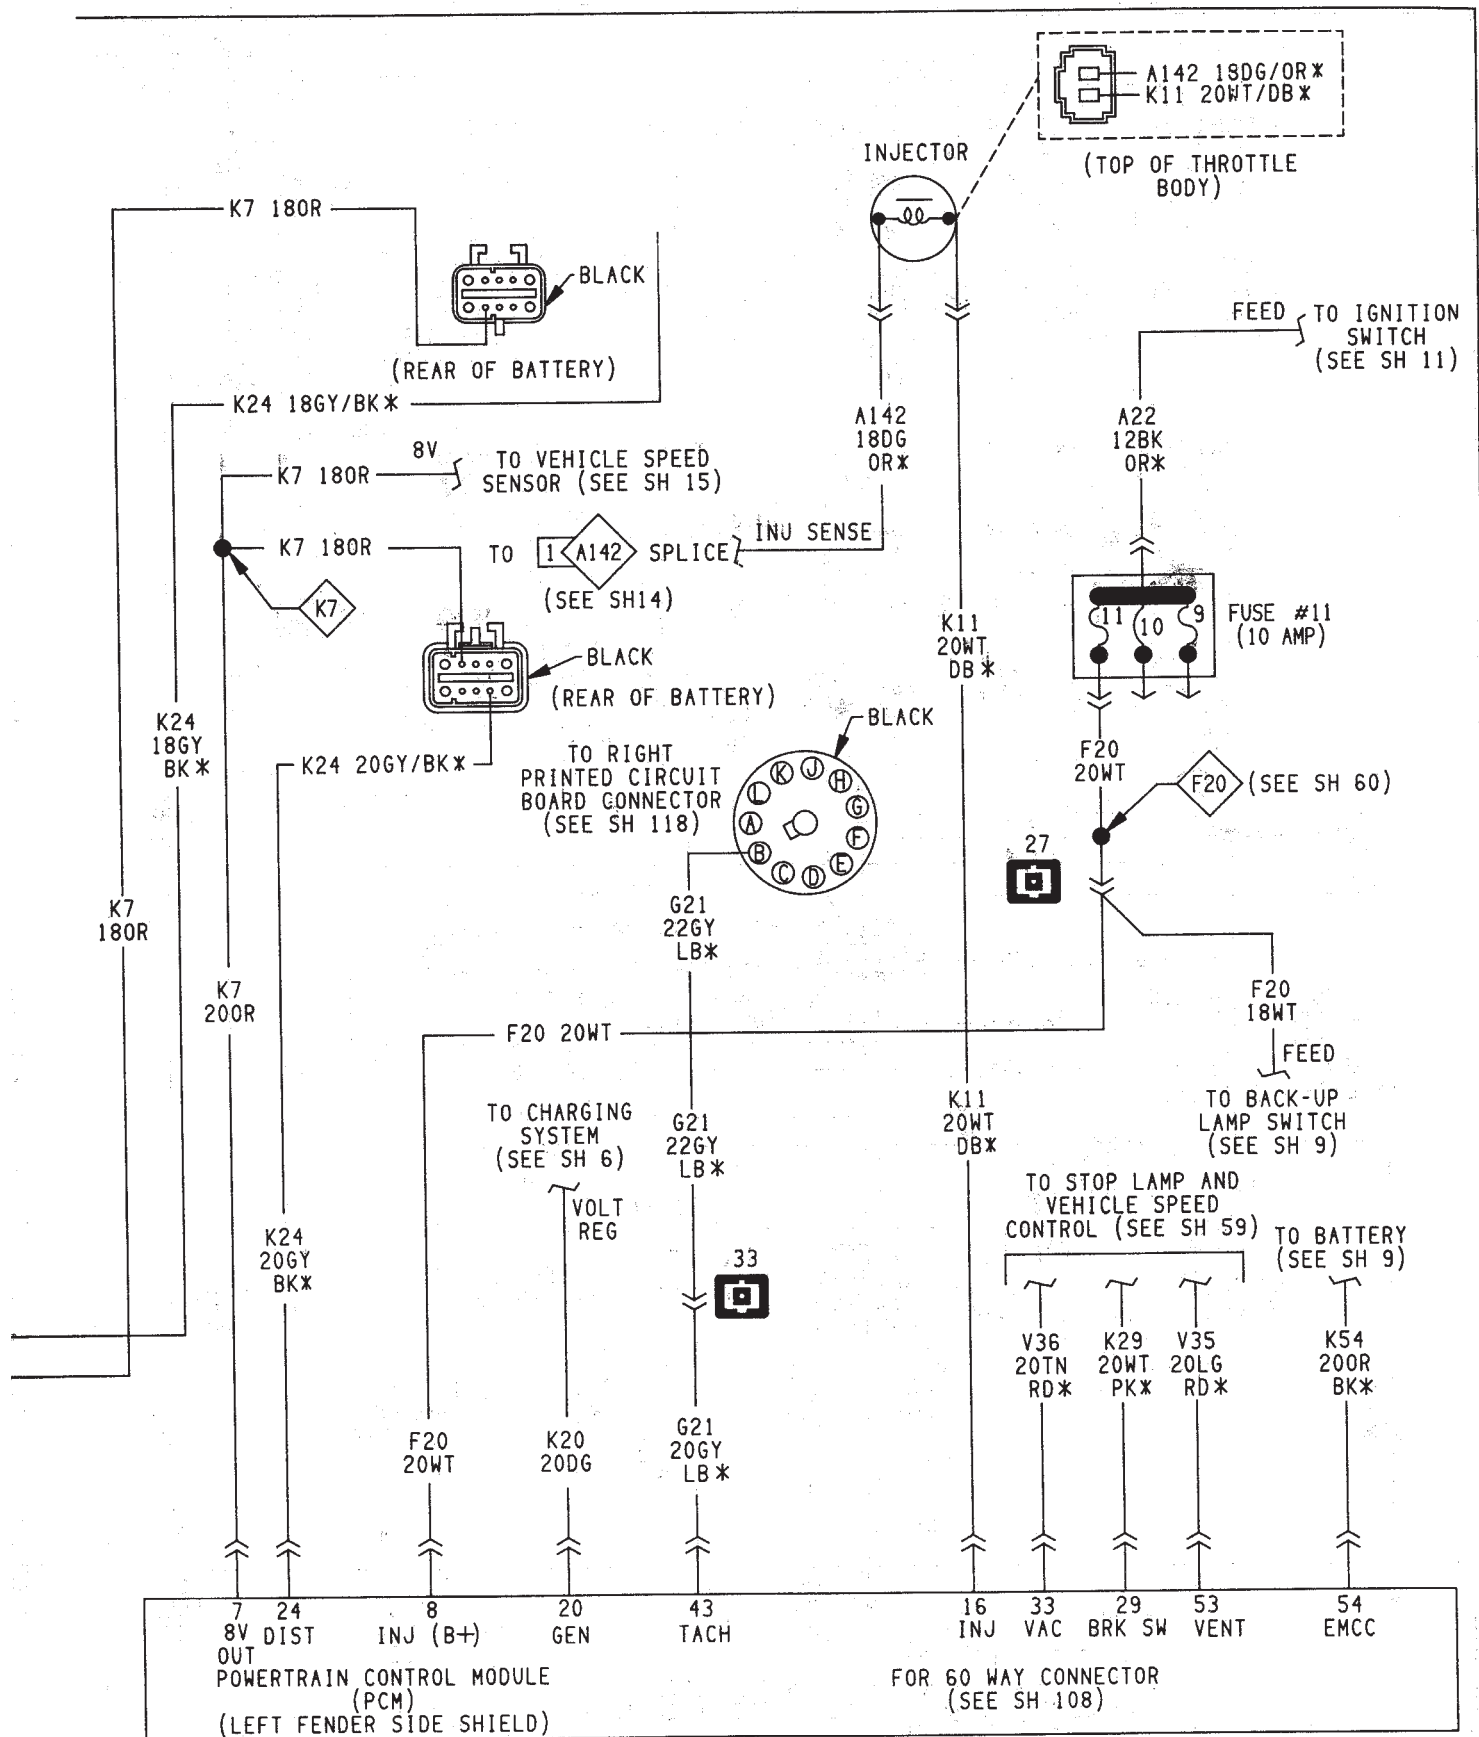 A142 18DG/OR*
K11 20WT/DB*
INJECTOR
(TOP OF THROTTLE
BODY)
K7 18OR
BLACK
(REAR OF BATTERY)
FEED
TO IGNITION
SWITCH
(SEE SH 11)
K24 18GY/BK*
A142
18DG
OR*
A22
12BK
OR*
8V
K7 18OR
TO VEHICLE SPEED
SENSOR (SEE SH 15)
K7 18OR
TO
1
A142
SPLICE
INJ SENSE
(SEE SH14)
K7
11
10
9
FUSE #11
(10 AMP)
K11
20WT
DB*
BLACK
(REAR OF BATTERY)
K24
18GY
BK*
K24 20GY/BK*
BLACK
TO RIGHT
PRINTED CIRCUIT
BOARD CONNECTOR
(SEE SH 118)
A
B
C
D
E
F
G
H
J
K
L
F20
20WT
F20
(SEE SH 60)
27
K7
18OR
G21
22GY
LB*
K7
20OR
F20
18WT
FEED
F20 20WT
TO BACK-UP
LAMP SWITCH
(SEE SH 9)
TO CHARGING
SYSTEM
(SEE SH 6)
VOLT
REG
G21
22GY
LB*
K11
20WT
DB*
TO STOP LAMP AND
VEHICLE SPEED
CONTROL (SEE SH 59)
TO BATTERY
(SEE SH 9)
K24
20GY
BK*
33
V36
20TN
RD*
K29
20WT
PK*
V35
20LG
RD*
K54
20OR
BK*
F20
20WT
K20
20DG
G21
20GY
LB*
7
8V
OUT
24
DIST
8
INJ (B+)
20
GEN
43
TACH
16
INJ
33
VAC
29
BRK SW
53
VENT
54
EMCC
POWERTRAIN CONTROL MODULE
(PCM)
(LEFT FENDER SIDE SHIELD)
FOR 60 WAY CONNECTOR
(SEE SH 108)